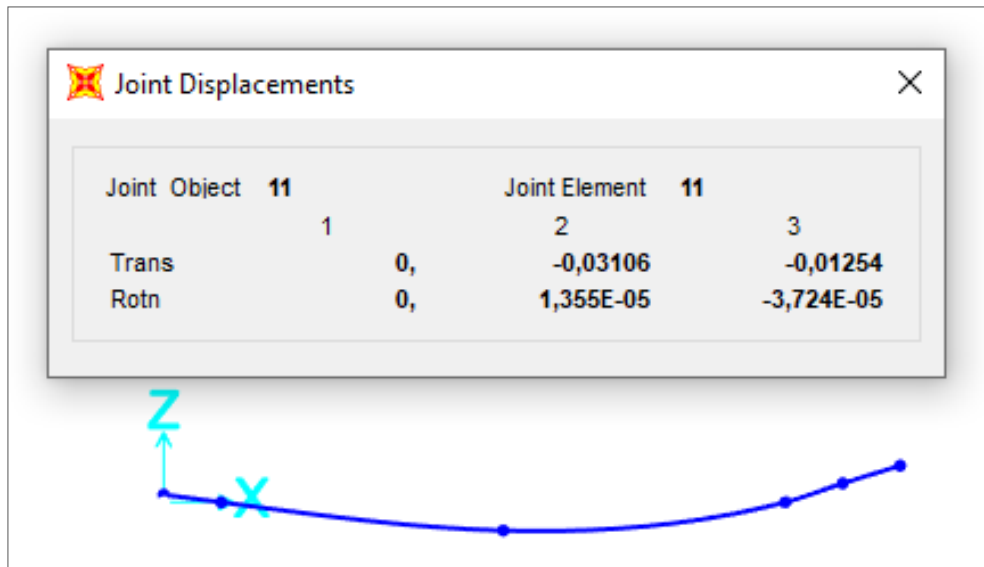 Joint Displacements
Joint Object 11 Joint Element 11
1 2 3
Trans 0, -0,03106 -0,01254
Rotn 0, 1,355E-05 -3,724E-05
Z
X